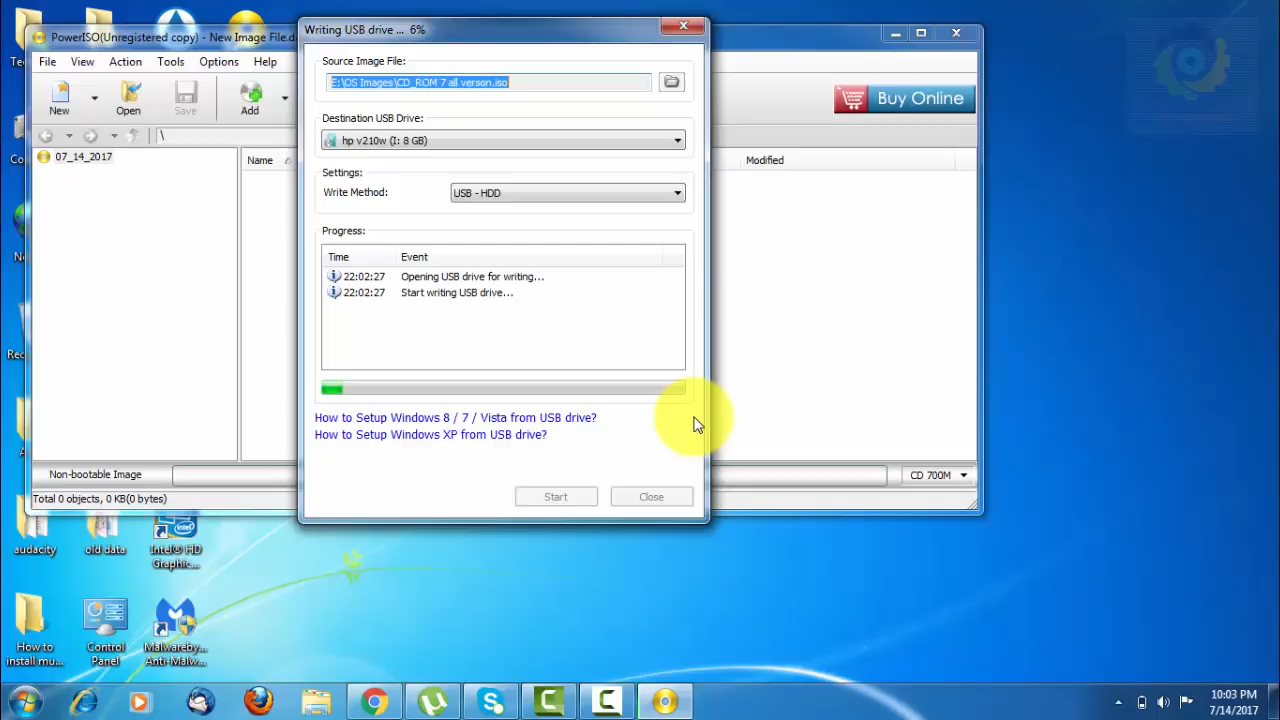 Writing USB drive ... 6%
PowerISO(Unregistered copy) - New Image File.d
File View Action Tools Options Help
New Open Save Add
Buy Online
\
07_14_2017
Name
Modified
Source Image File:
E:\OS Images\CD_ROM 7 all verson.iso
Destination USB Drive:
hp v210w (I: 8 GB)
Settings:
Write Method: USB - HDD
Progress:
Time Event
22:02:27 Opening USB drive for writing...
22:02:27 Start writing USB drive...
How to Setup Windows 8 / 7 / Vista from USB drive?
How to Setup Windows XP from USB drive?
Start Close
Non-bootable Image
CD 700M
Total 0 objects, 0 KB(0 bytes)
audacity
old data
Intel® HD
Graphic...
How to
install mu...
Control
Panel
Malwareby...
Anti-Malw...
10:03 PM
7/14/2017